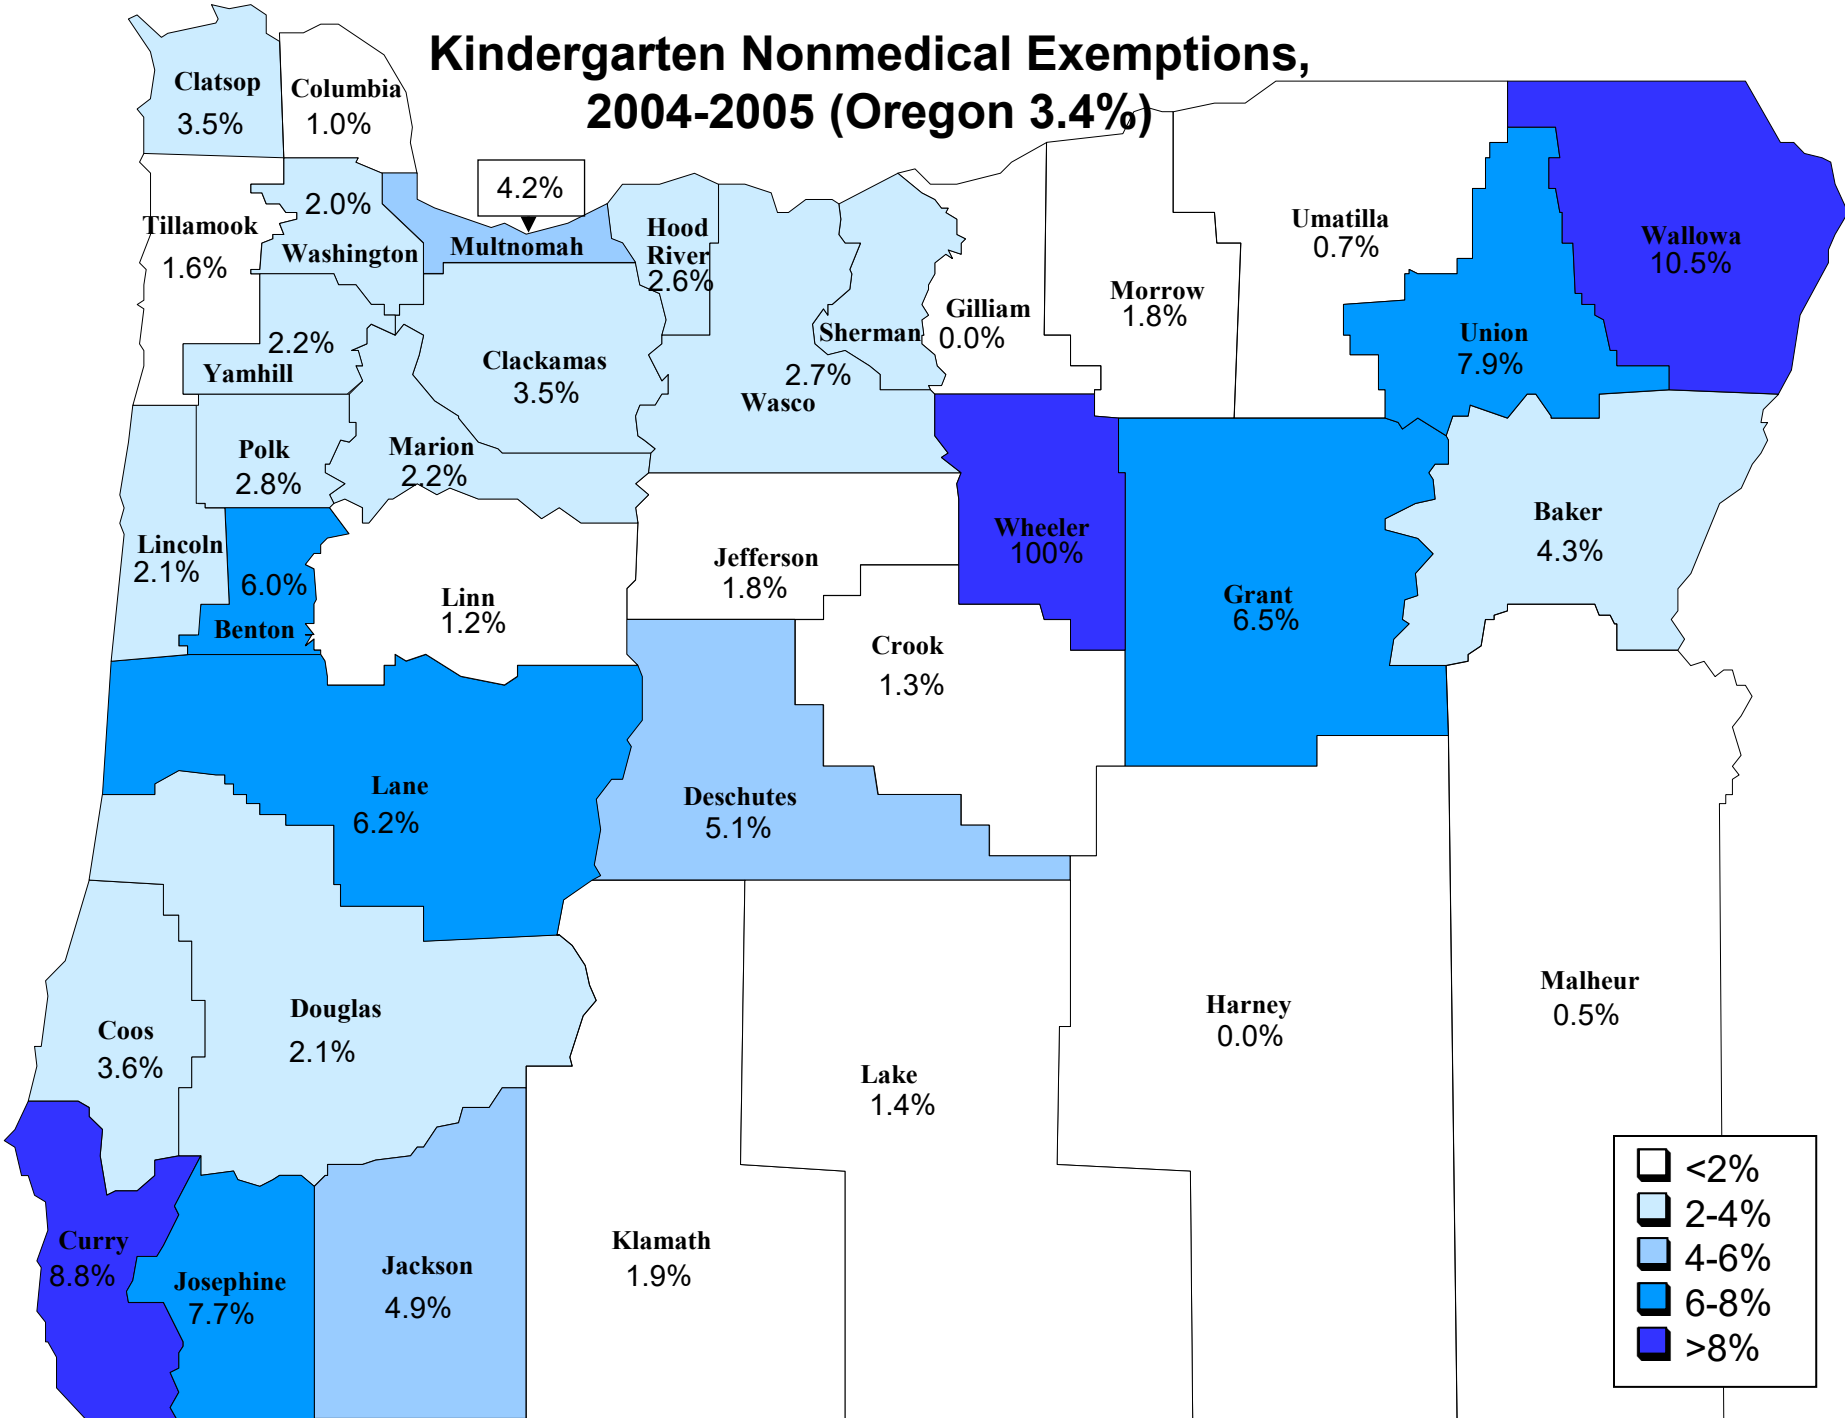 Kindergarten Nonmedical Exemptions,
2004-2005 (Oregon 3.4%)
Clatsop
3.5%
Columbia
1.0%
4.2%
Multnomah
Tillamook
1.6%
2.0%
Washington
Hood
River
2.6%
Umatilla
0.7%
Wallowa
10.5%
Morrow
1.8%
Gilliam
0.0%
Sherman
2.7%
Wasco
Union
7.9%
2.2%
Yamhill
Clackamas
3.5%
Polk
2.8%
Marion
2.2%
Lincoln
2.1%
6.0%
Benton
Linn
1.2%
Jefferson
1.8%
Wheeler
100%
Grant
6.5%
Baker
4.3%
Crook
1.3%
Lane
6.2%
Deschutes
5.1%
Coos
3.6%
Douglas
2.1%
Lake
1.4%
Harney
0.0%
Malheur
0.5%
Curry
8.8%
Josephine
7.7%
Jackson
4.9%
Klamath
1.9%
<2%
2-4%
4-6%
6-8%
>8%